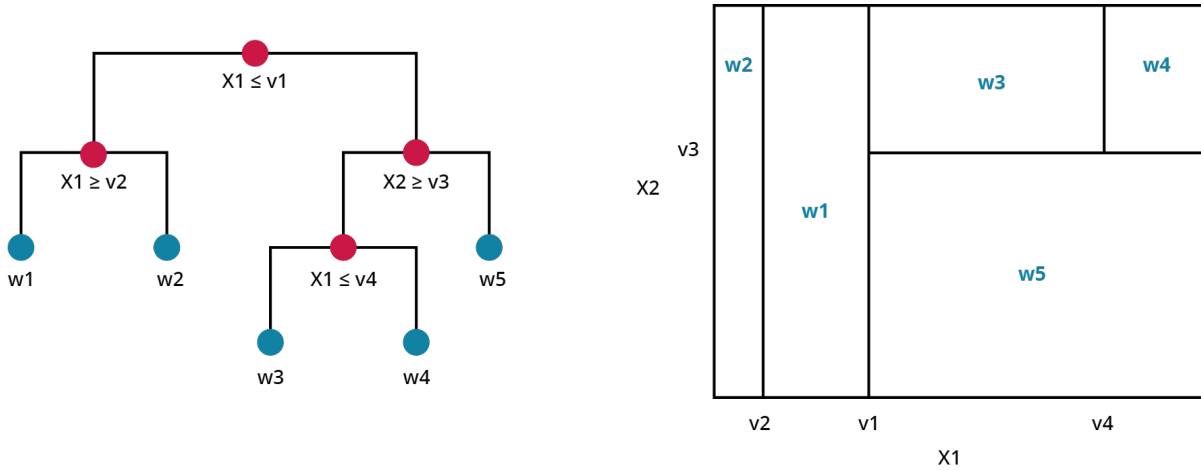 X1 ≤ v1
X1 ≥ v2
X2 ≥ v3
w1
w2
X1 ≤ v4
w5
w3
w4
w2
w3
w4
v3
X2
w1
w5
v2
v1
v4
X1